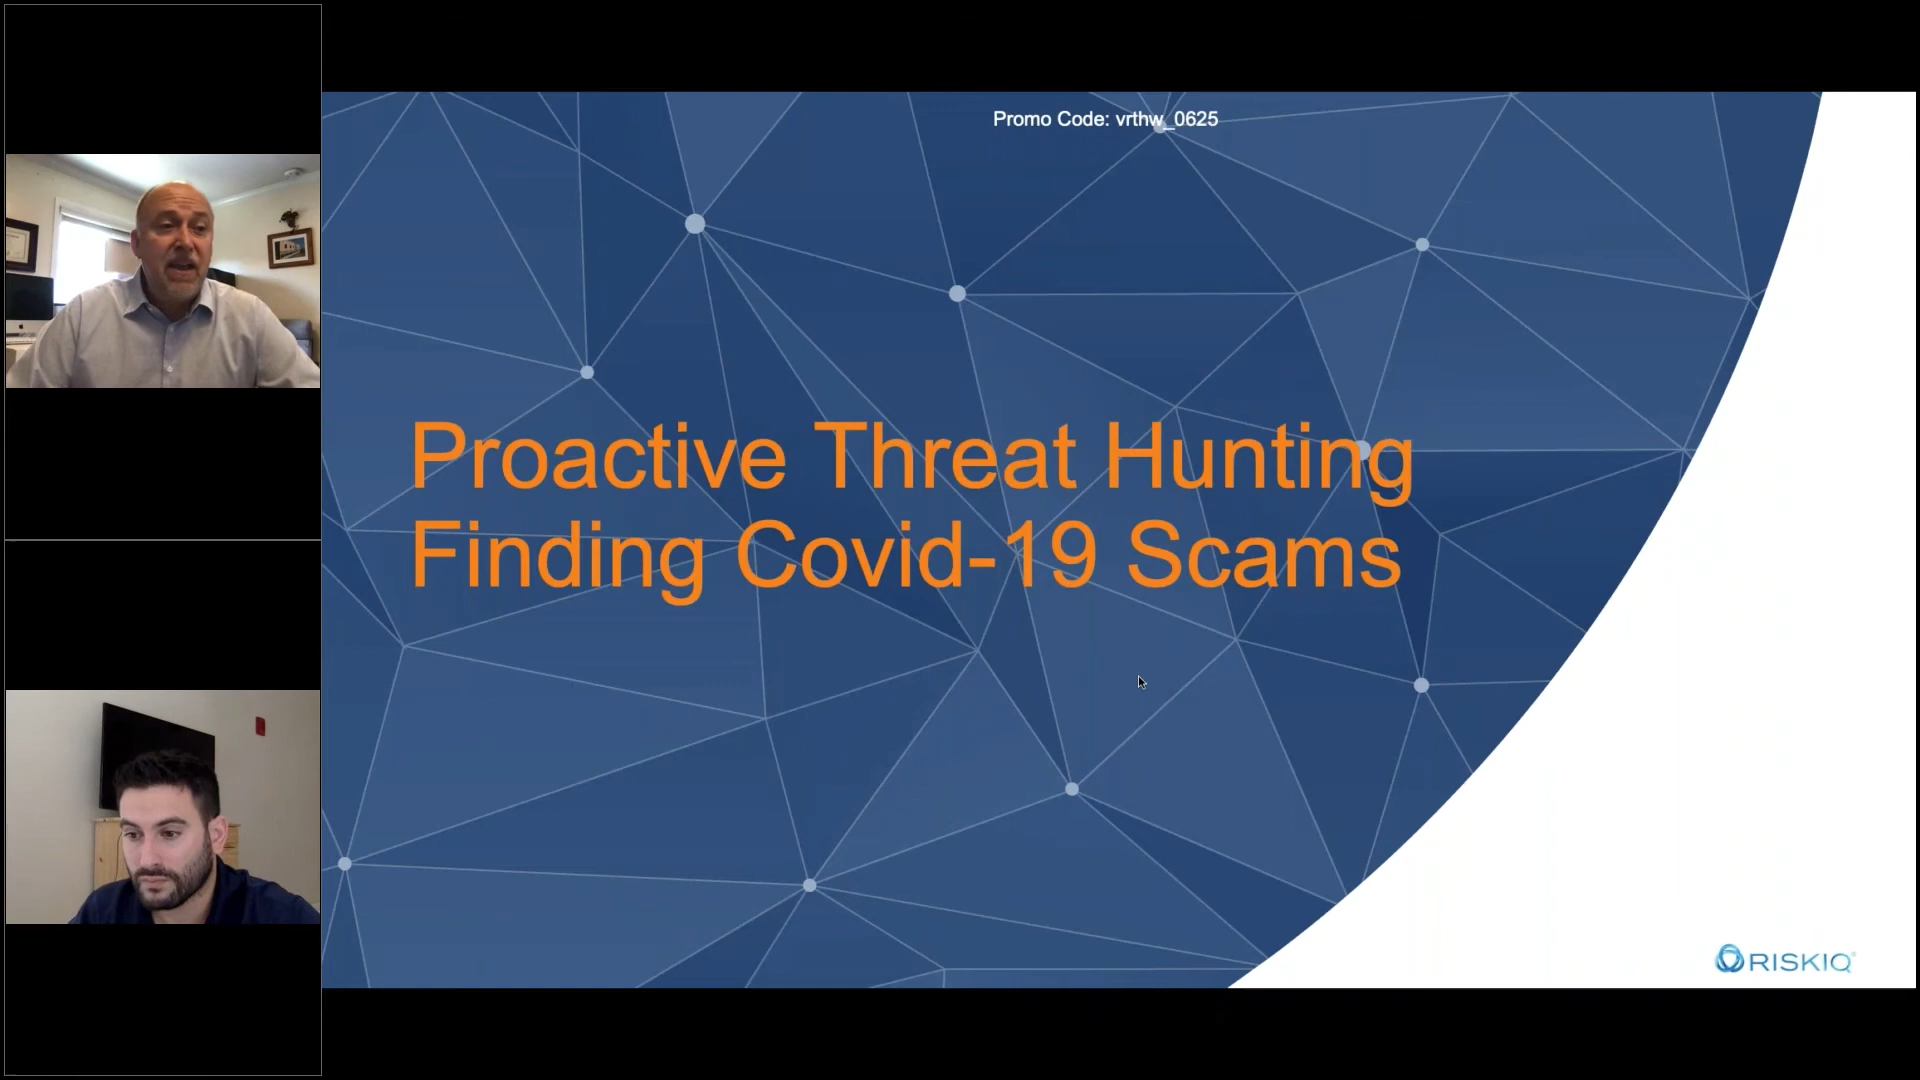 Promo Code: vrthw_0625
Proactive Threat Hunting
Finding Covid-19 Scams
RISKIQ